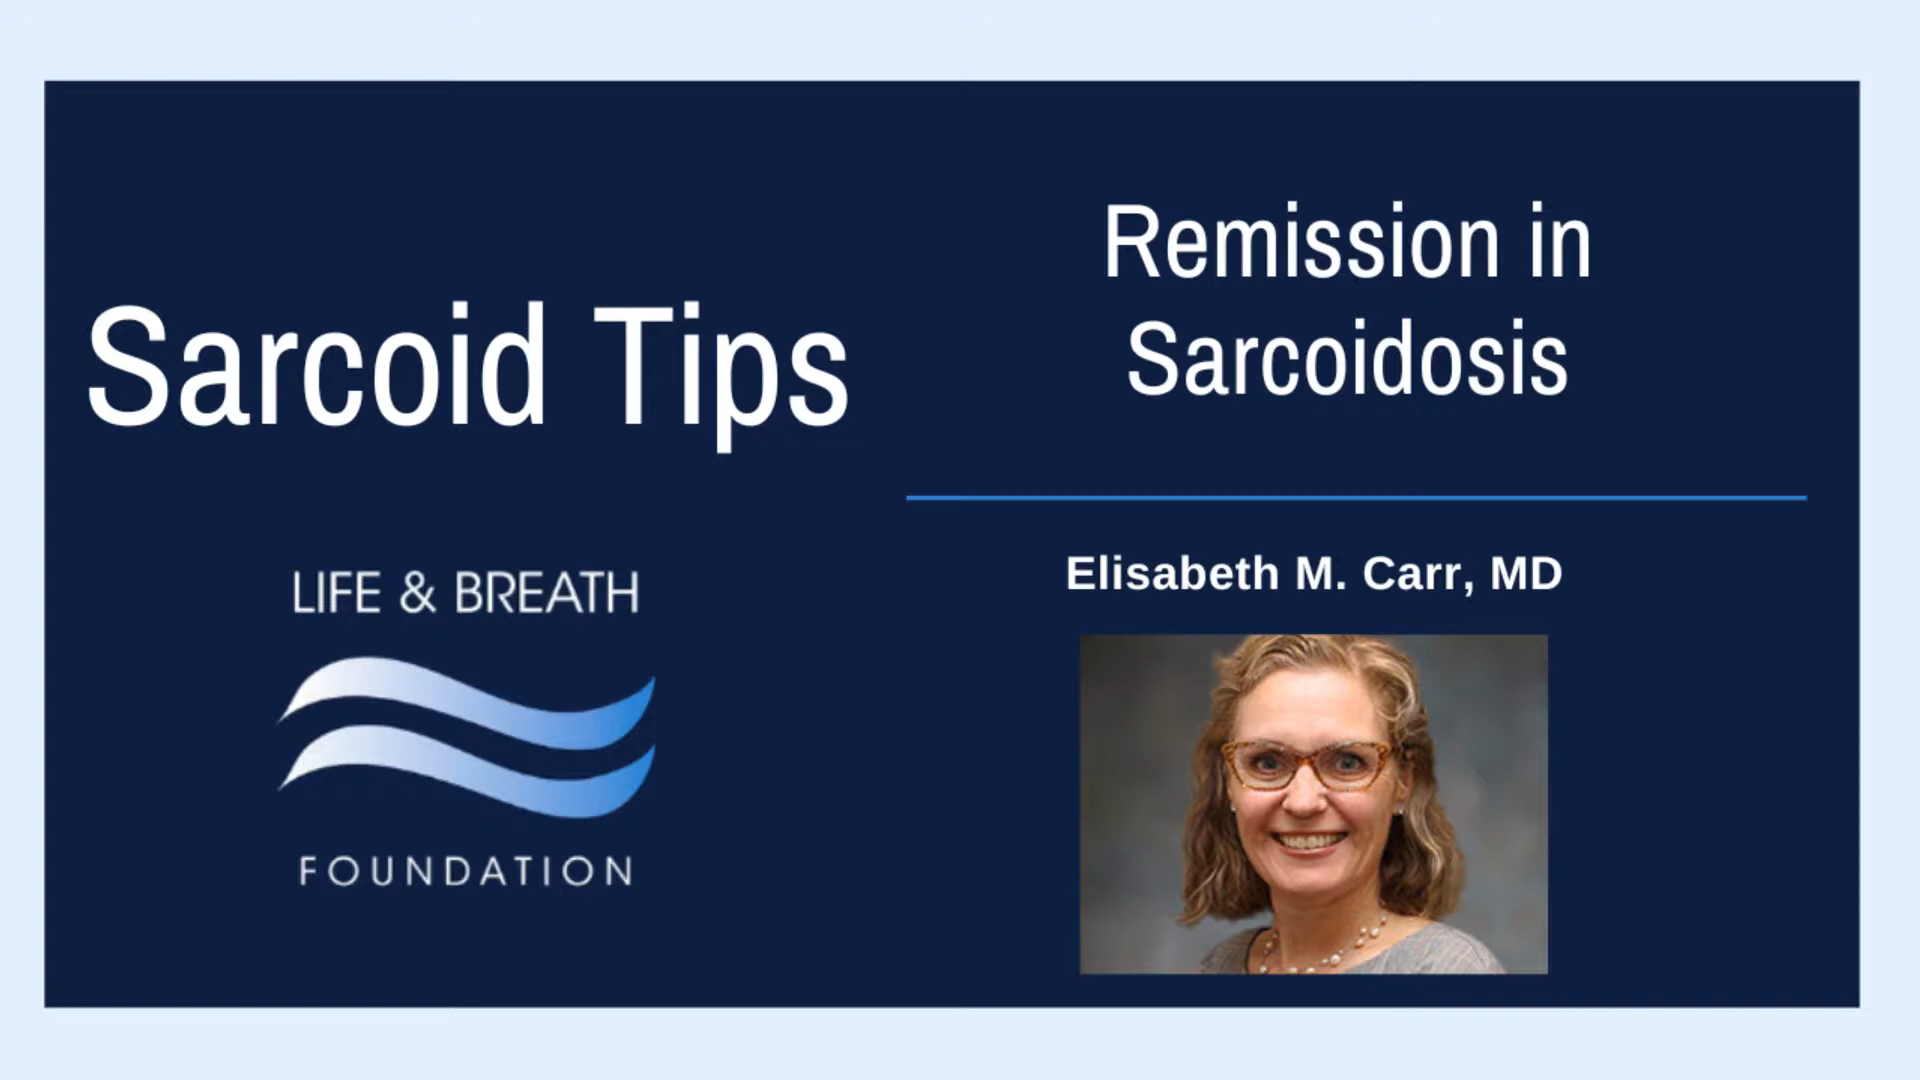 Sarcoid Tips
LIFE & BREATH
FOUNDATION
Remission in
Sarcoidosis
Elisabeth M. Carr, MD